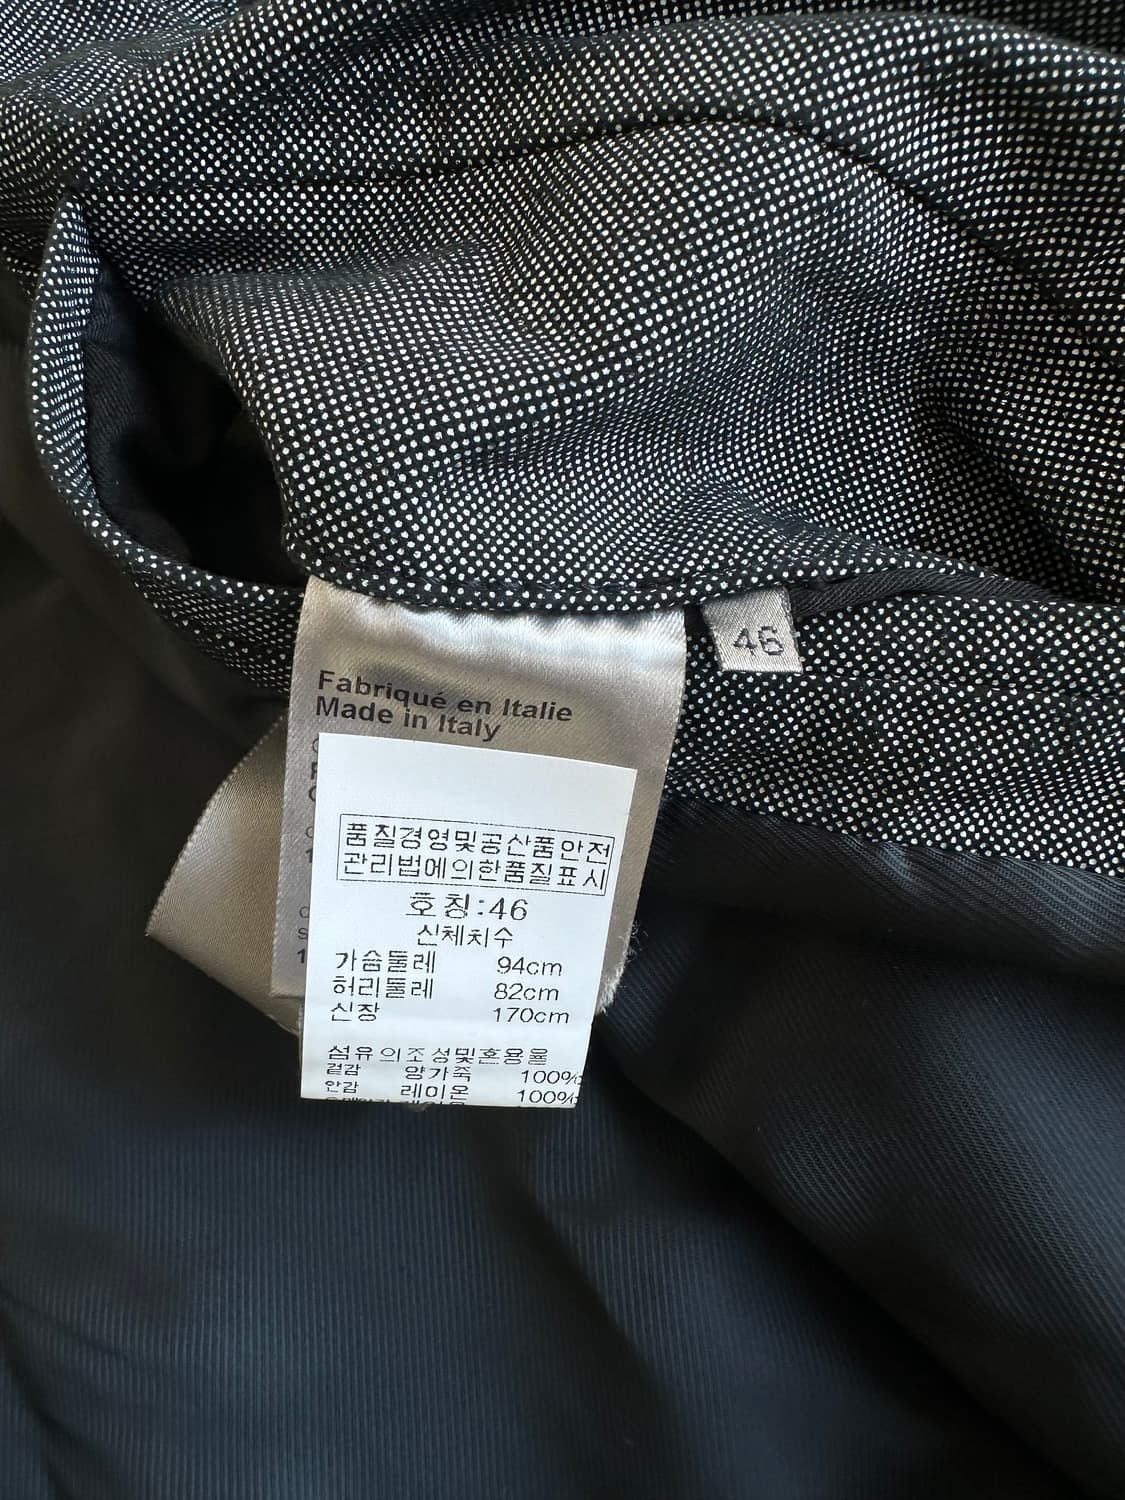 46
Fabriqué en Italie
Made in Italy
품질경영및공산품안전
관리법에의한품질표시
호칭:46
신체치수
가슴둘레 94cm
허리둘레 82cm
신장 170cm
섬유의조성및혼용율
겉감 양가죽 100%
안감 레이온 100%